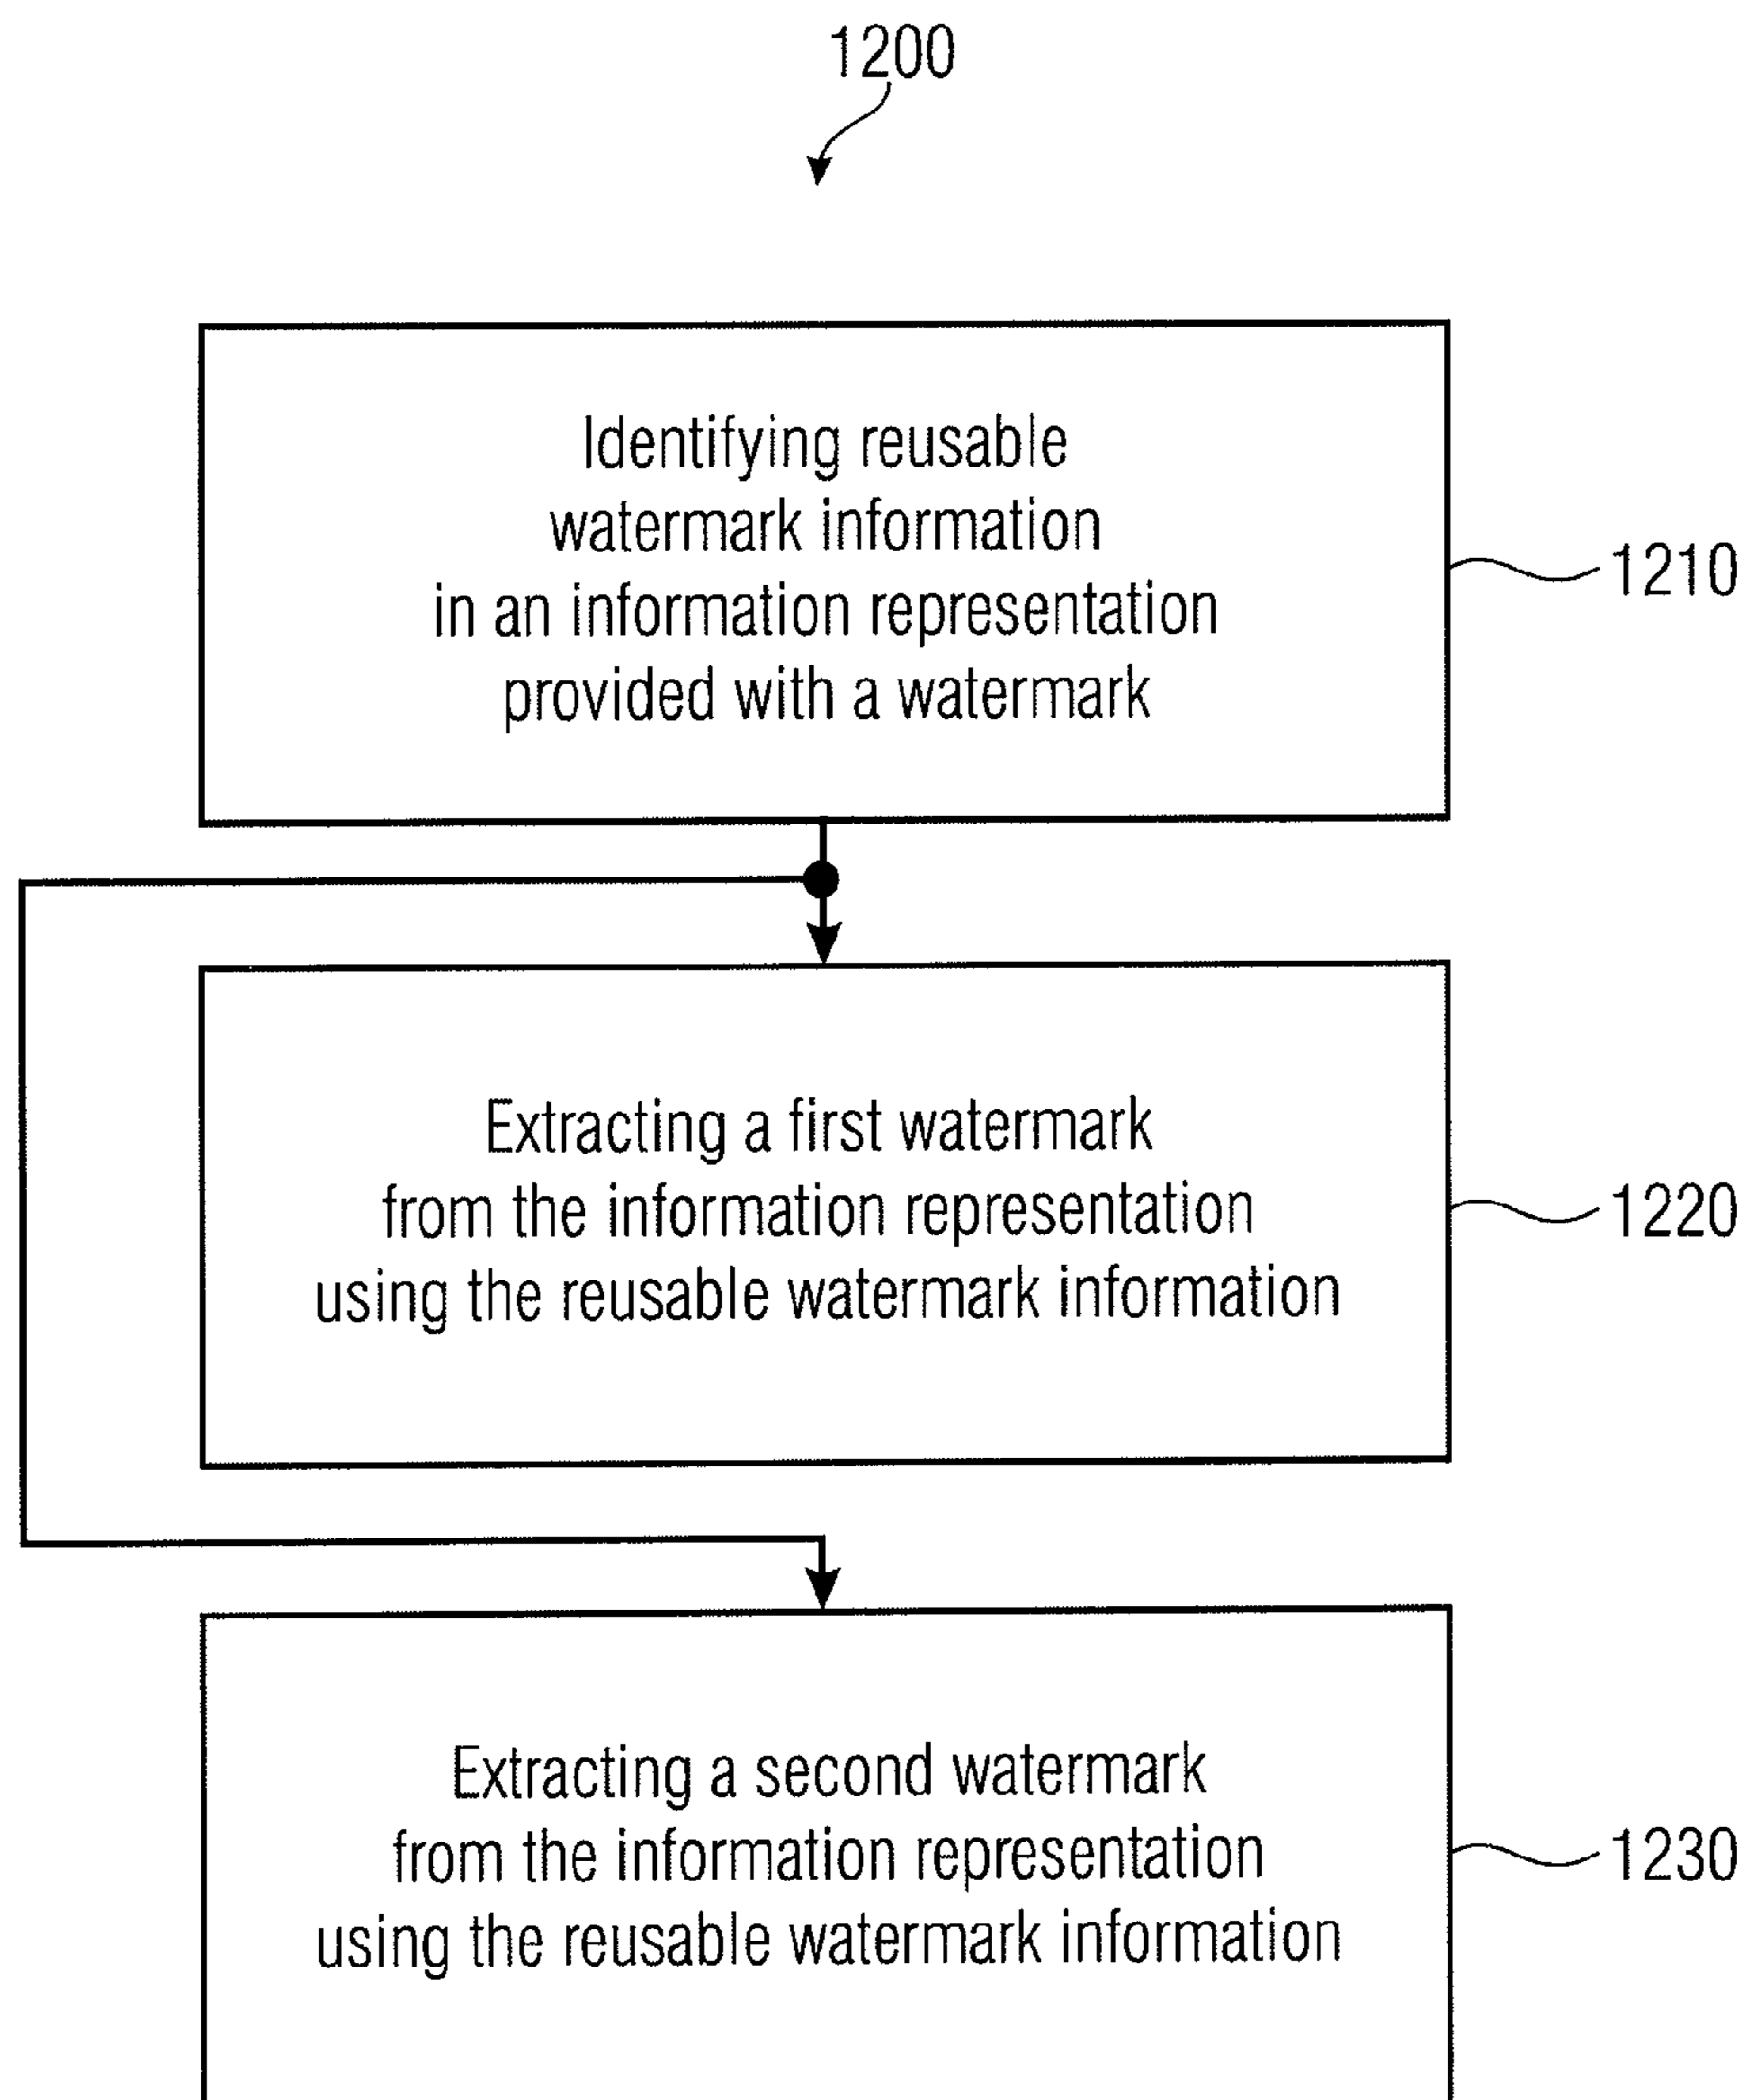 1200
Identifying reusable
watermark information
in an information representation
provided with a watermark
1210
Extracting a first watermark
from the information representation
using the reusable watermark information
1220
Extracting a second watermark
from the information representation
using the reusable watermark information
1230